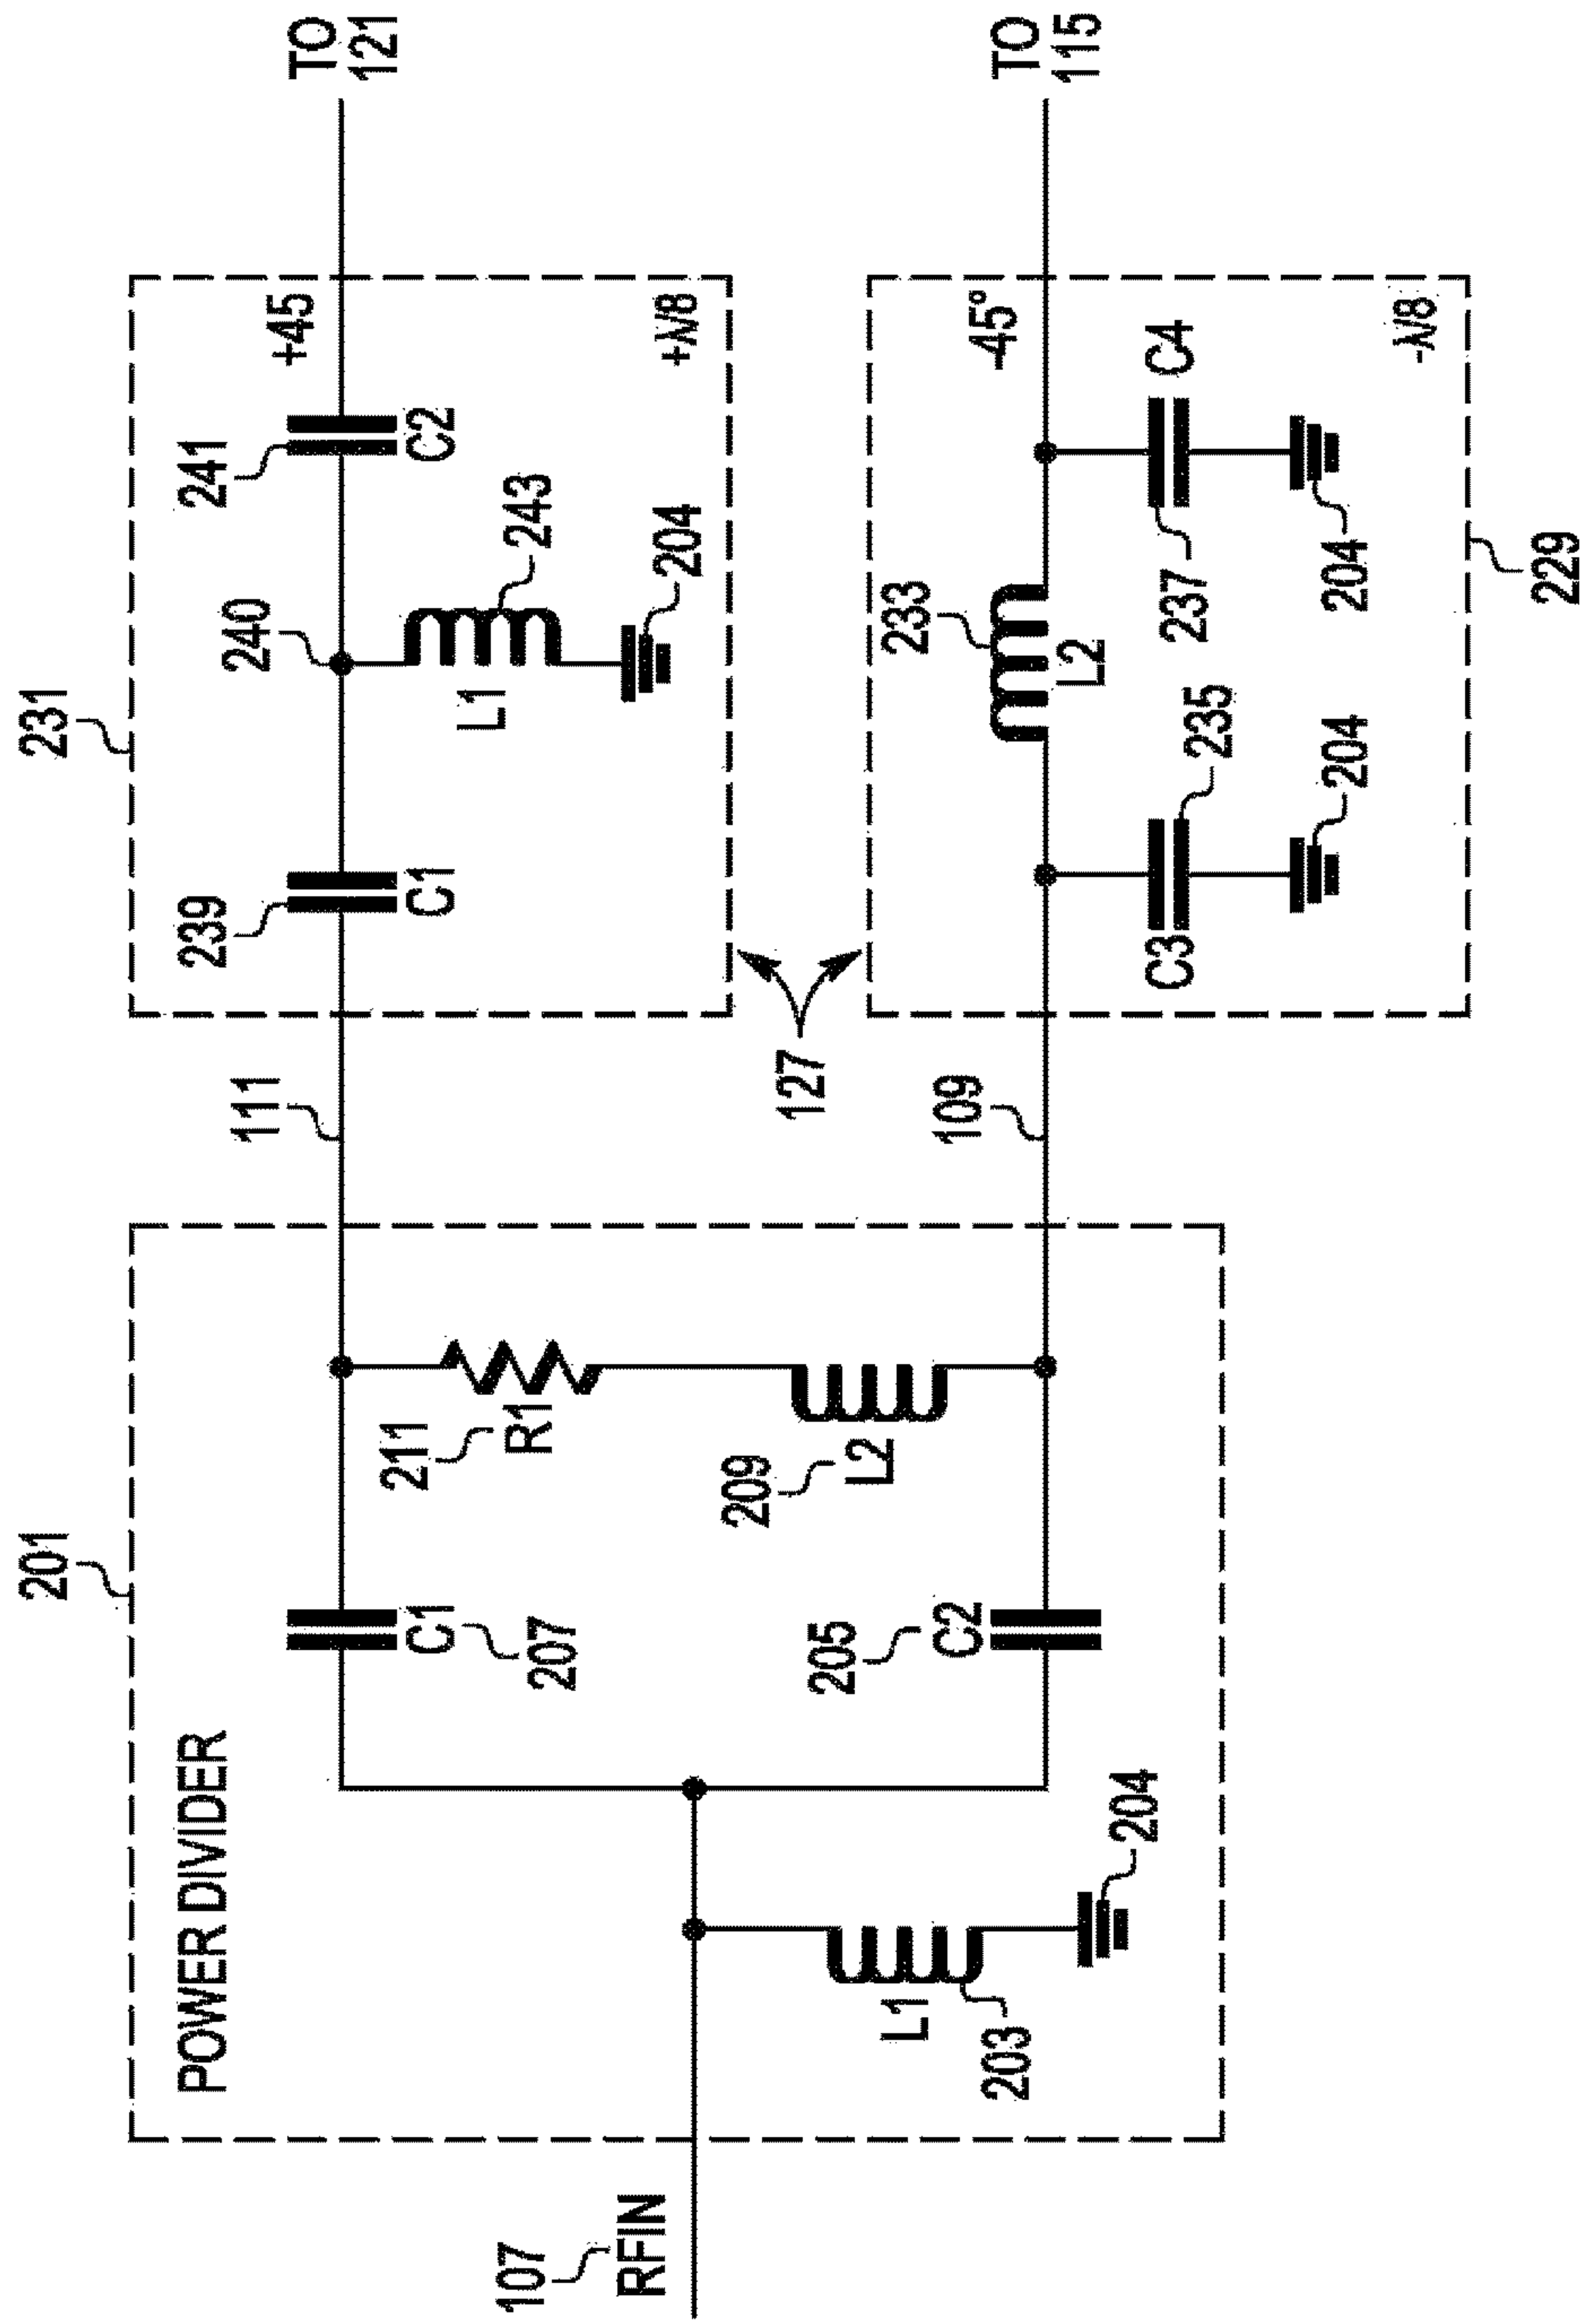 201
POWER DIVIDER
107
RFIN
L1
203
204
C1
207
205
C2
211
R1
209
L2
111
109
127
231
239
C1
240
241
C2
+45
243
L1
204
+λ/8
TO
121
233
L2
-45°
C3
235
204
237
C4
204
-λ/8
229
TO
115